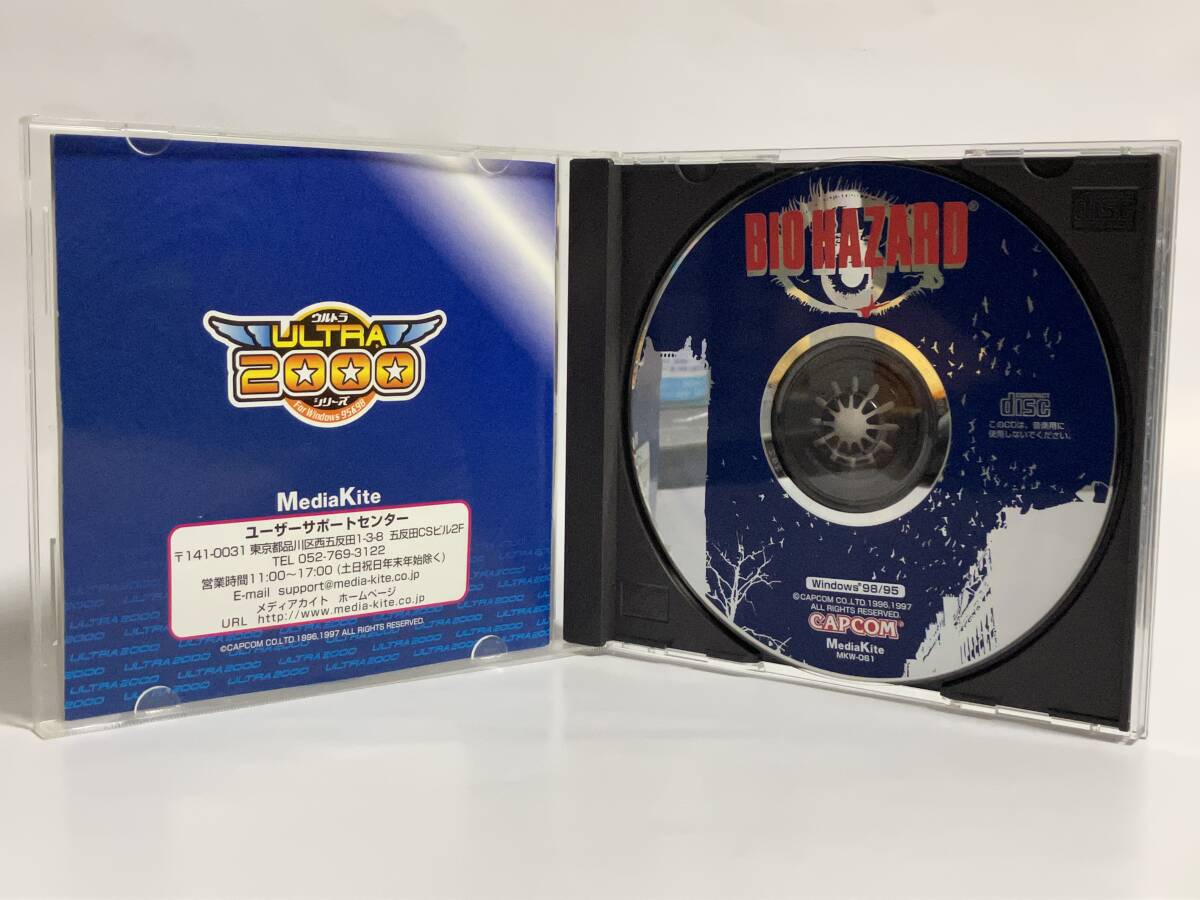 ウルトラ
ULTRA
2000
シリーズ
For Windows 95&98
MediaKite
ユーザーサポートセンター
〒141-0031 東京都品川区西五反田1-3-8 五反田CSビル2F
TEL 052-769-3122
営業時間11:00〜17:00 (土日祝日年末年始除く)
E-mail support@media-kite.co.jp
メディアカイト ホームページ
URL http://www.media-kite.co.jp
©CAPCOM CO.,LTD.1996,1997 ALL RIGHTS RESERVED.
BIO HAZARD®
COMPACT
disc
このCDは、音楽用に
使用しないでください。
Windows®98/95
©CAPCOM CO.,LTD.1996,1997
ALL RIGHTS RESERVED.
CAPCOM®
MediaKite
MKW-061
disc